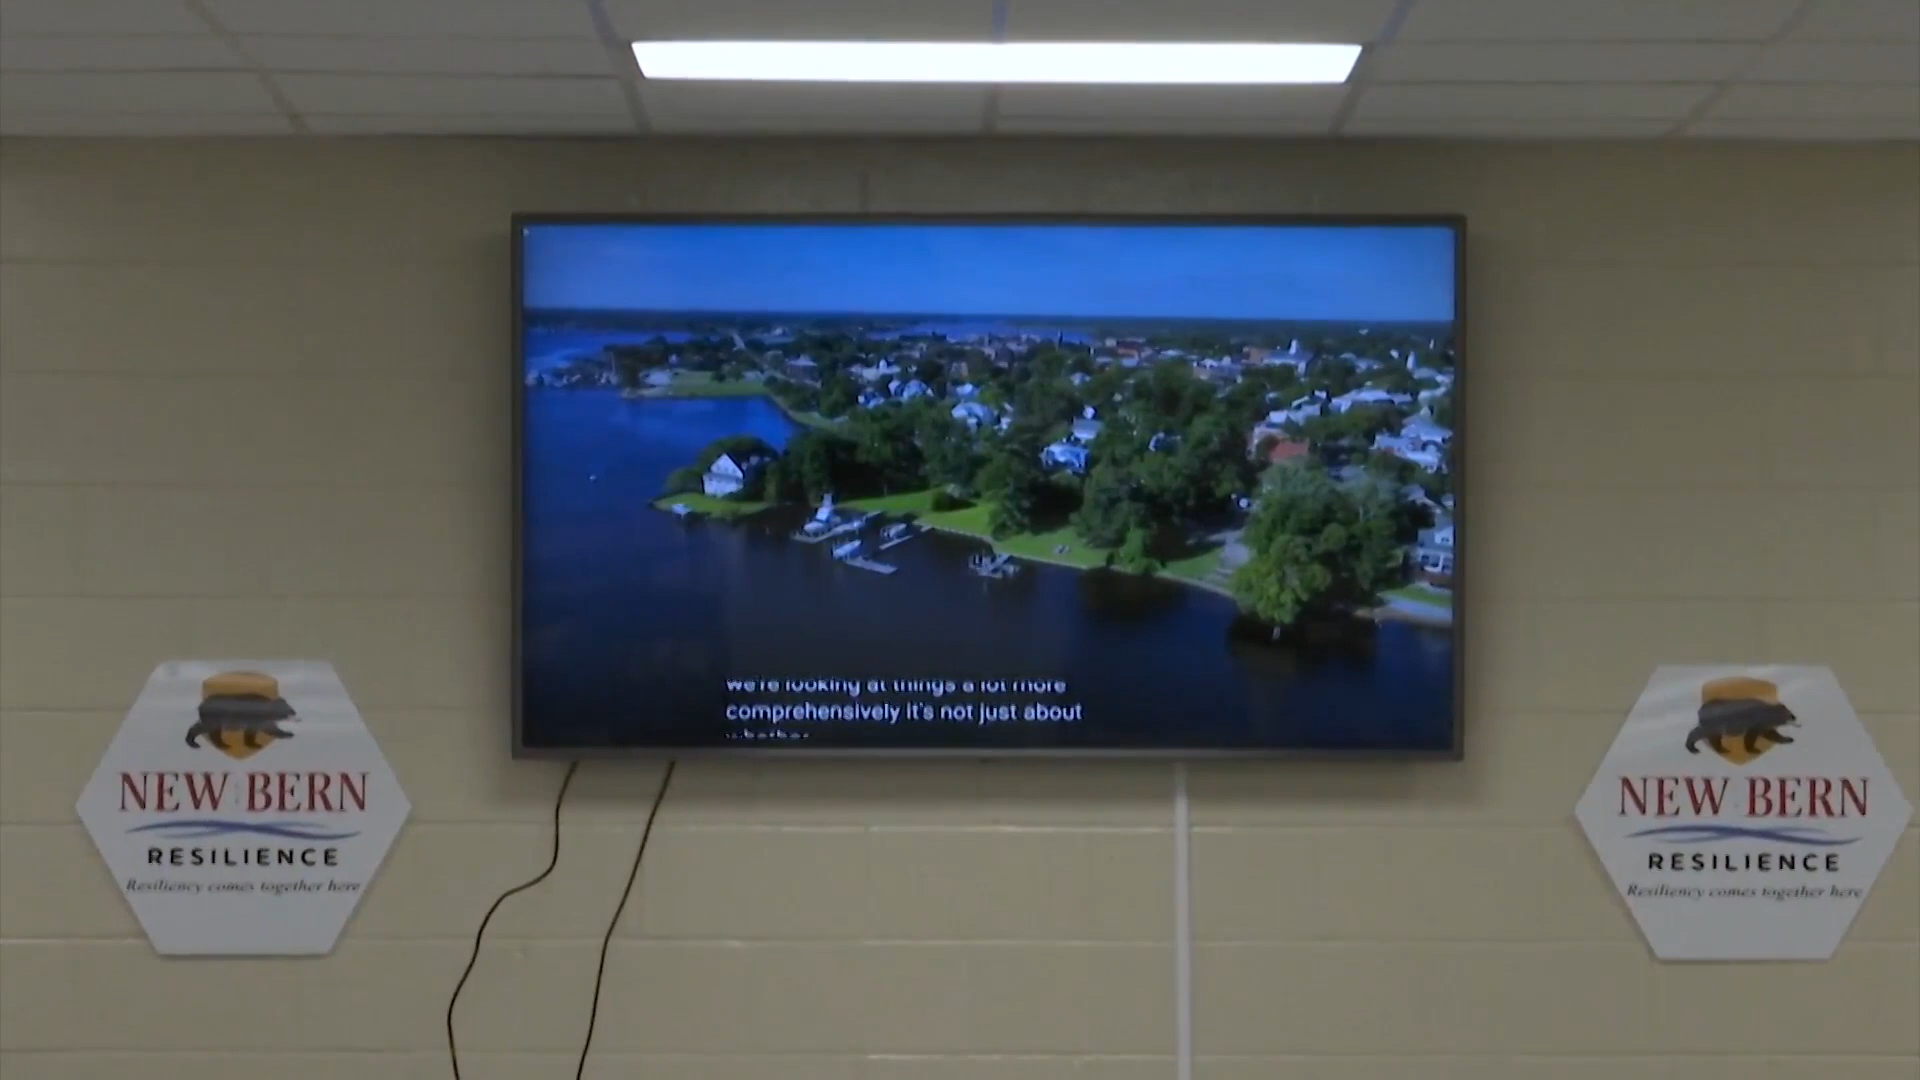 we're looking at things a lot more
comprehensively it's not just about
whether
NEW BERN
RESILIENCE
Resiliency comes together here
NEW BERN
RESILIENCE
Resiliency comes together here